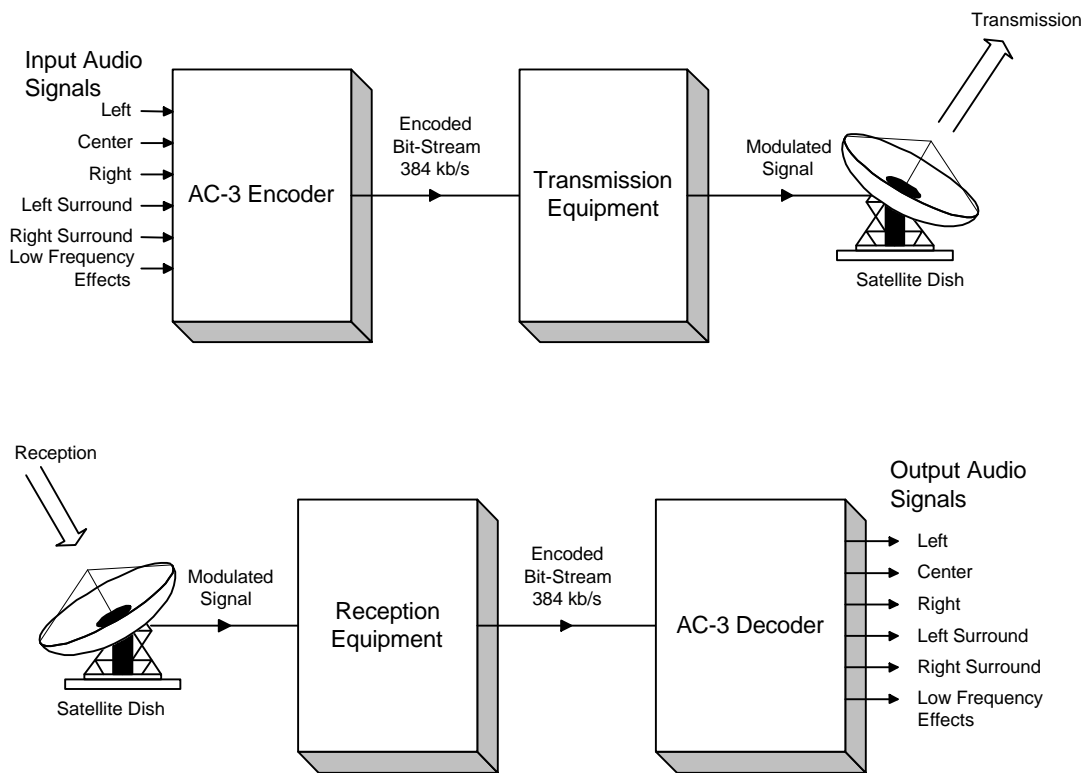 Transmission
Input Audio
Signals
Left
Center
Right
Left Surround
Right Surround
Low Frequency
Effects
AC-3 Encoder
Encoded
Bit-Stream
384 kb/s
Transmission
Equipment
Modulated
Signal
Satellite Dish
Reception
Satellite Dish
Modulated
Signal
Reception
Equipment
Encoded
Bit-Stream
384 kb/s
AC-3 Decoder
Output Audio
Signals
Left
Center
Right
Left Surround
Right Surround
Low Frequency
Effects